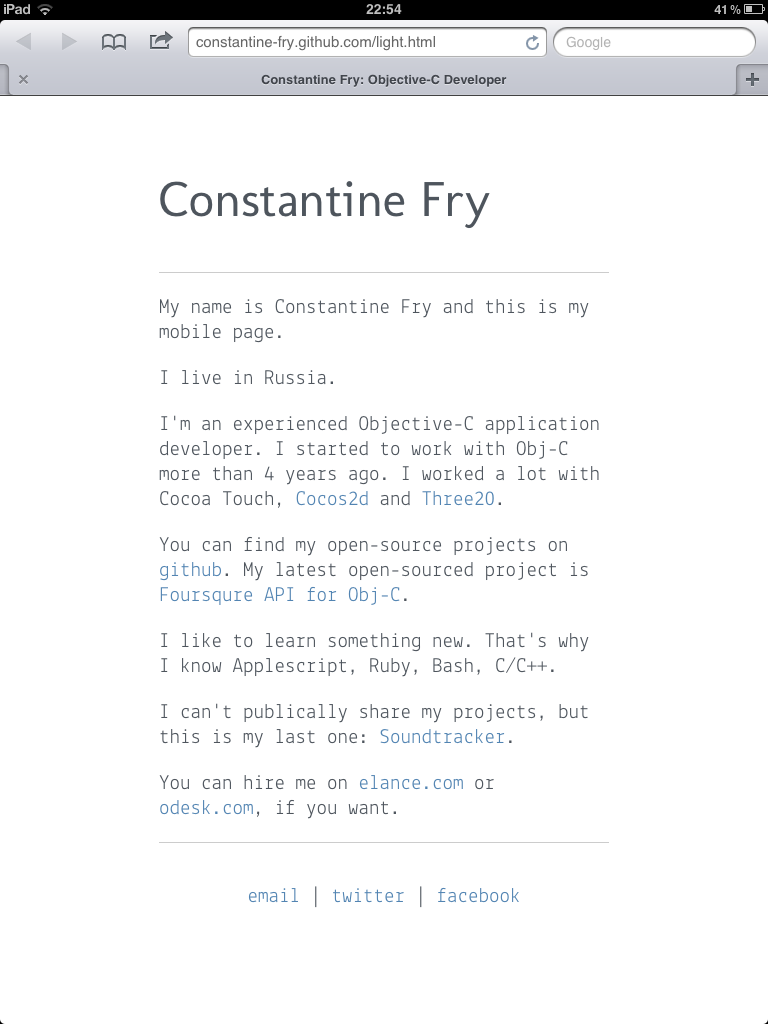 iPad 22:54 41 %
constantine-fry.github.com/light.html Google
Constantine Fry: Objective-C Developer
Constantine Fry
My name is Constantine Fry and this is my
mobile page.
I live in Russia.
I'm an experienced Objective-C application
developer. I started to work with Obj-C
more than 4 years ago. I worked a lot with
Cocoa Touch, Cocos2d and Three20.
You can find my open-source projects on
github. My latest open-sourced project is
Foursqure API for Obj-C.
I like to learn something new. That's why
I know Applescript, Ruby, Bash, C/C++.
I can't publically share my projects, but
this is my last one: Soundtracker.
You can hire me on elance.com or
odesk.com, if you want.
email | twitter | facebook